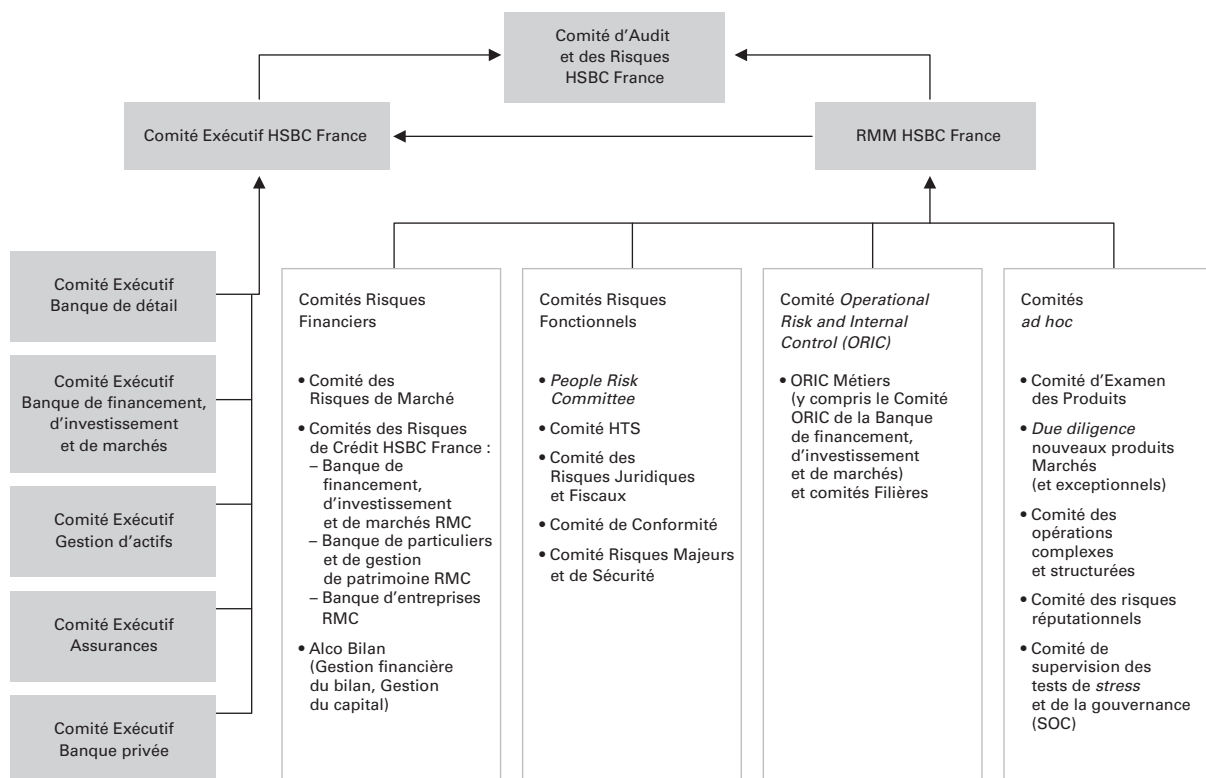 Comité d'Audit
et des Risques
HSBC France
Comité Exécutif HSBC France
RMM HSBC France
Comité Exécutif
Banque de détail
Comité Exécutif
Banque de financement,
d'investissement
et de marchés
Comité Exécutif
Gestion d'actifs
Comité Exécutif
Assurances
Comité Exécutif
Banque privée
Comités Risques
Financiers
• Comité des
Risques de Marché
• Comités des Risques
de Crédit HSBC France :
– Banque de
financement,
d'investissement
et de marchés RMC
– Banque de particuliers
et de gestion
de patrimoine RMC
– Banque d'entreprises
RMC
• Alco Bilan
(Gestion financière
du bilan, Gestion
du capital)
Comités Risques
Fonctionnels
• People Risk
Committee
• Comité HTS
• Comité des
Risques Juridiques
et Fiscaux
• Comité de Conformité
• Comité Risques Majeurs
et de Sécurité
Comité Operational
Risk and Internal
Control (ORIC)
• ORIC Métiers
(y compris le Comité
ORIC de la Banque
de financement,
d'investissement
et de marchés)
et comités Filières
Comités
ad hoc
• Comité d'Examen
des Produits
• Due diligence
nouveaux produits
Marchés
(et exceptionnels)
• Comité des
opérations
complexes
et structurées
• Comité des risques
réputationnels
• Comité de
supervision des
tests de stress
et de la gouvernance
(SOC)